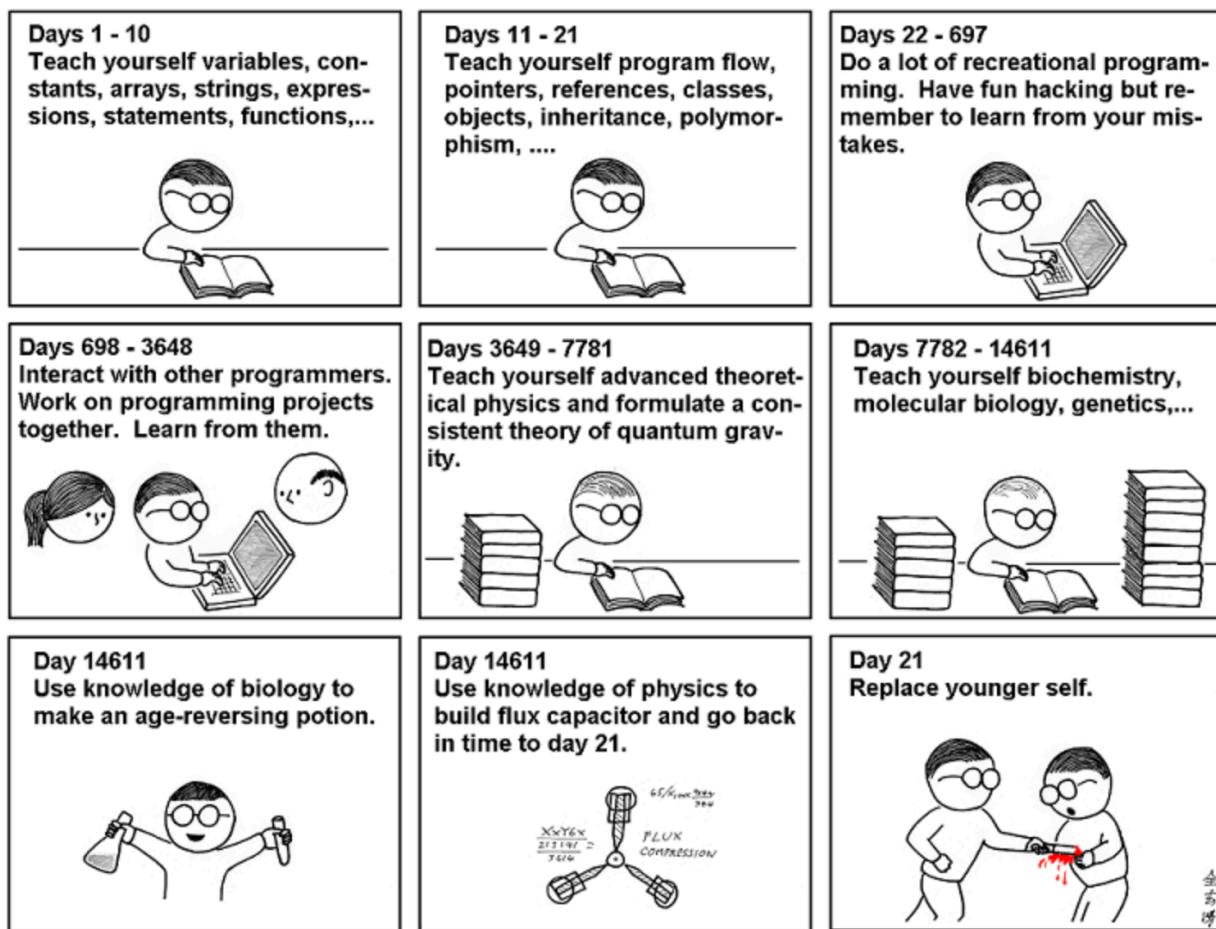 Days 1 - 10
Teach yourself variables, con-
stants, arrays, strings, expres-
sions, statements, functions,...
Days 11 - 21
Teach yourself program flow,
pointers, references, classes,
objects, inheritance, polymor-
phism, ....
Days 22 - 697
Do a lot of recreational program-
ming.  Have fun hacking but re-
member to learn from your mis-
takes.
Days 698 - 3648
Interact with other programmers.
Work on programming projects
together.  Learn from them.
Days 3649 - 7781
Teach yourself advanced theoret-
ical physics and formulate a con-
sistent theory of quantum grav-
ity.
Days 7782 - 14611
Teach yourself biochemistry,
molecular biology, genetics,...
Day 14611
Use knowledge of biology to
make an age-reversing potion.
Day 14611
Use knowledge of physics to
build flux capacitor and go back
in time to day 21.
FLUX
COMPRESSION
Day 21
Replace younger self.